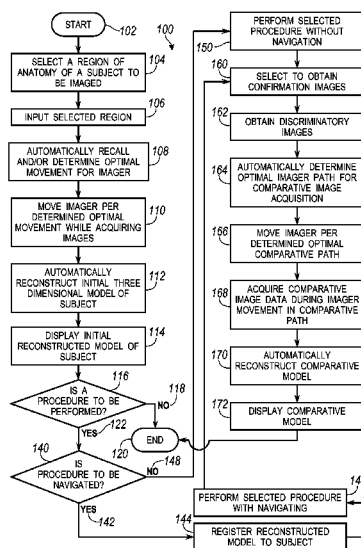 START
102
100
SELECT A REGION OF
ANATOMY OF A SUBJECT TO
BE IMAGED
104
106
INPUT SELECTED REGION
AUTOMATICALLY RECALL
AND/OR DETERMINE OPTIMAL
MOVEMENT FOR IMAGER
108
MOVE IMAGER PER
DETERMINED OPTIMAL
MOVEMENT WHILE ACQUIRING
IMAGES
110
AUTOMATICALLY
RECONSTRUCT INITIAL THREE
DIMENSIONAL MODEL OF
SUBJECT
112
DISPLAY INITIAL
RECONSTRUCTED MODEL OF
SUBJECT
114
116
IS A
PROCEDURE TO BE
PERFORMED?
118
NO
122
YES
120
END
140
IS
PROCEDURE TO BE
NAVIGATED?
148
NO
YES
142
144
REGISTER RECONSTRUCTED
MODEL TO SUBJECT
14
PERFORM SELECTED PROCEDURE
WITH NAVIGATING
PERFORM SELECTED
PROCEDURE WITHOUT
NAVIGATION
150
160
SELECT TO OBTAIN
CONFIRMATION IMAGES
162
OBTAIN DISCRIMINATORY
IMAGES
164
AUTOMATICALLY DETERMINE
OPTIMAL IMAGER PATH FOR
COMPARATIVE IMAGE
ACQUISITION
166
MOVE IMAGER PER
DETERMINED OPTIMAL
COMPARATIVE PATH
168
ACQUIRE COMPARATIVE
IMAGE DATA DURING IMAGER
MOVEMENT IN COMPARATIVE
PATH
170
AUTOMATICALLY
RECONSTRUCT COMPARATIVE
MODEL
172
DISPLAY COMPARATIVE
MODEL